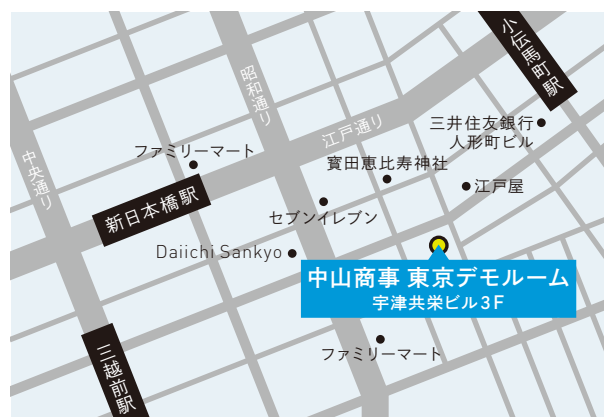 小伝馬町駅
昭和通り
三井住友銀行
人形町ビル
江戸通り
ファミリーマート
中央通り
寳田恵比寿神社
江戸屋
新日本橋駅
セブンイレブン
Daiichi Sankyo
中山商事 東京デモルーム
宇津共栄ビル3F
三越前駅
ファミリーマート